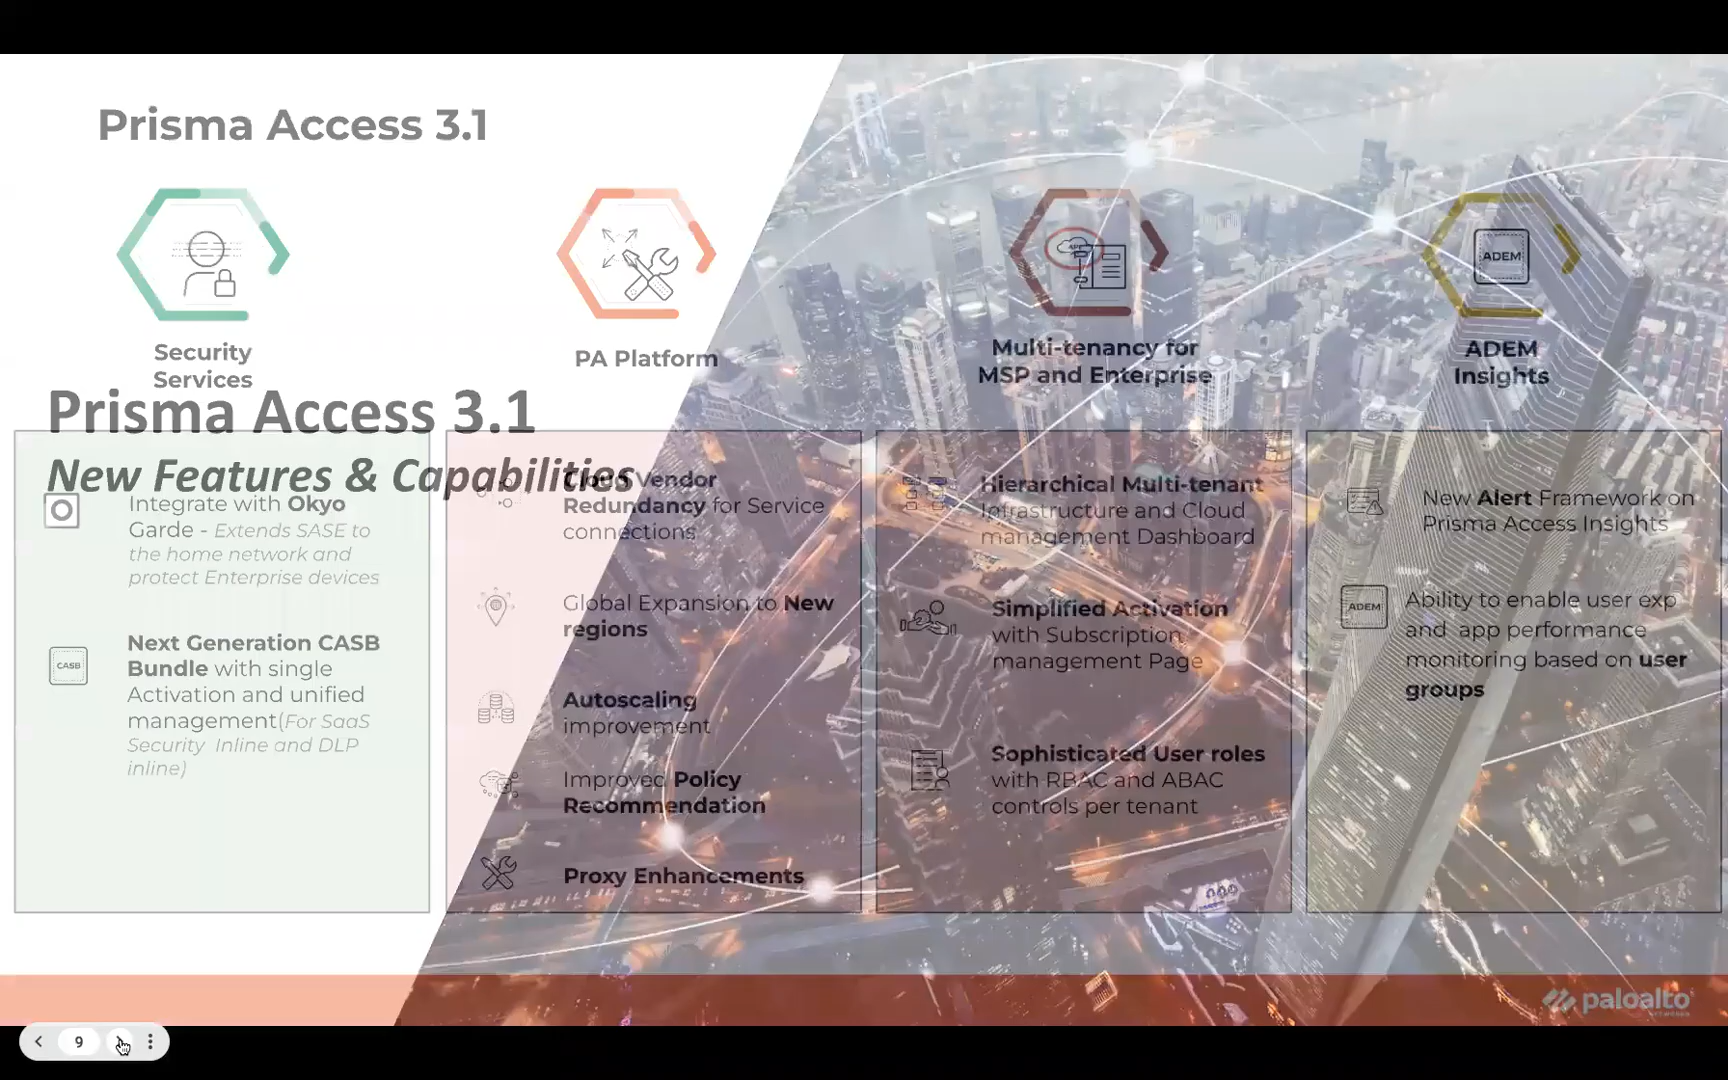 Prisma Access 3.1
Security
Services
PA Platform
Multi-tenancy for
MSP and Enterprise
ADEM
ADEM
Insights
Prisma Access 3.1
New Features & Capabilities
Integrate with Okyo
Garde - Extends SASE to
the home network and
protect Enterprise devices
CASB
Next Generation CASB
Bundle with single
Activation and unified
management(For SaaS
Security Inline and DLP
inline)
Cloud Vendor
Redundancy for Service
connections
Global Expansion to New
regions
Autoscaling
improvement
Improved Policy
Recommendation
Proxy Enhancements
Hierarchical Multi-tenant
Infrastructure and Cloud
management Dashboard
Simplified Activation
with Subscription
management Page
Sophisticated User roles
with RBAC and ABAC
controls per tenant
New Alert Framework on
Prisma Access Insights
ADEM
Ability to enable user exp
and app performance
monitoring based on user
groups
paloalto
NETWORKS
9